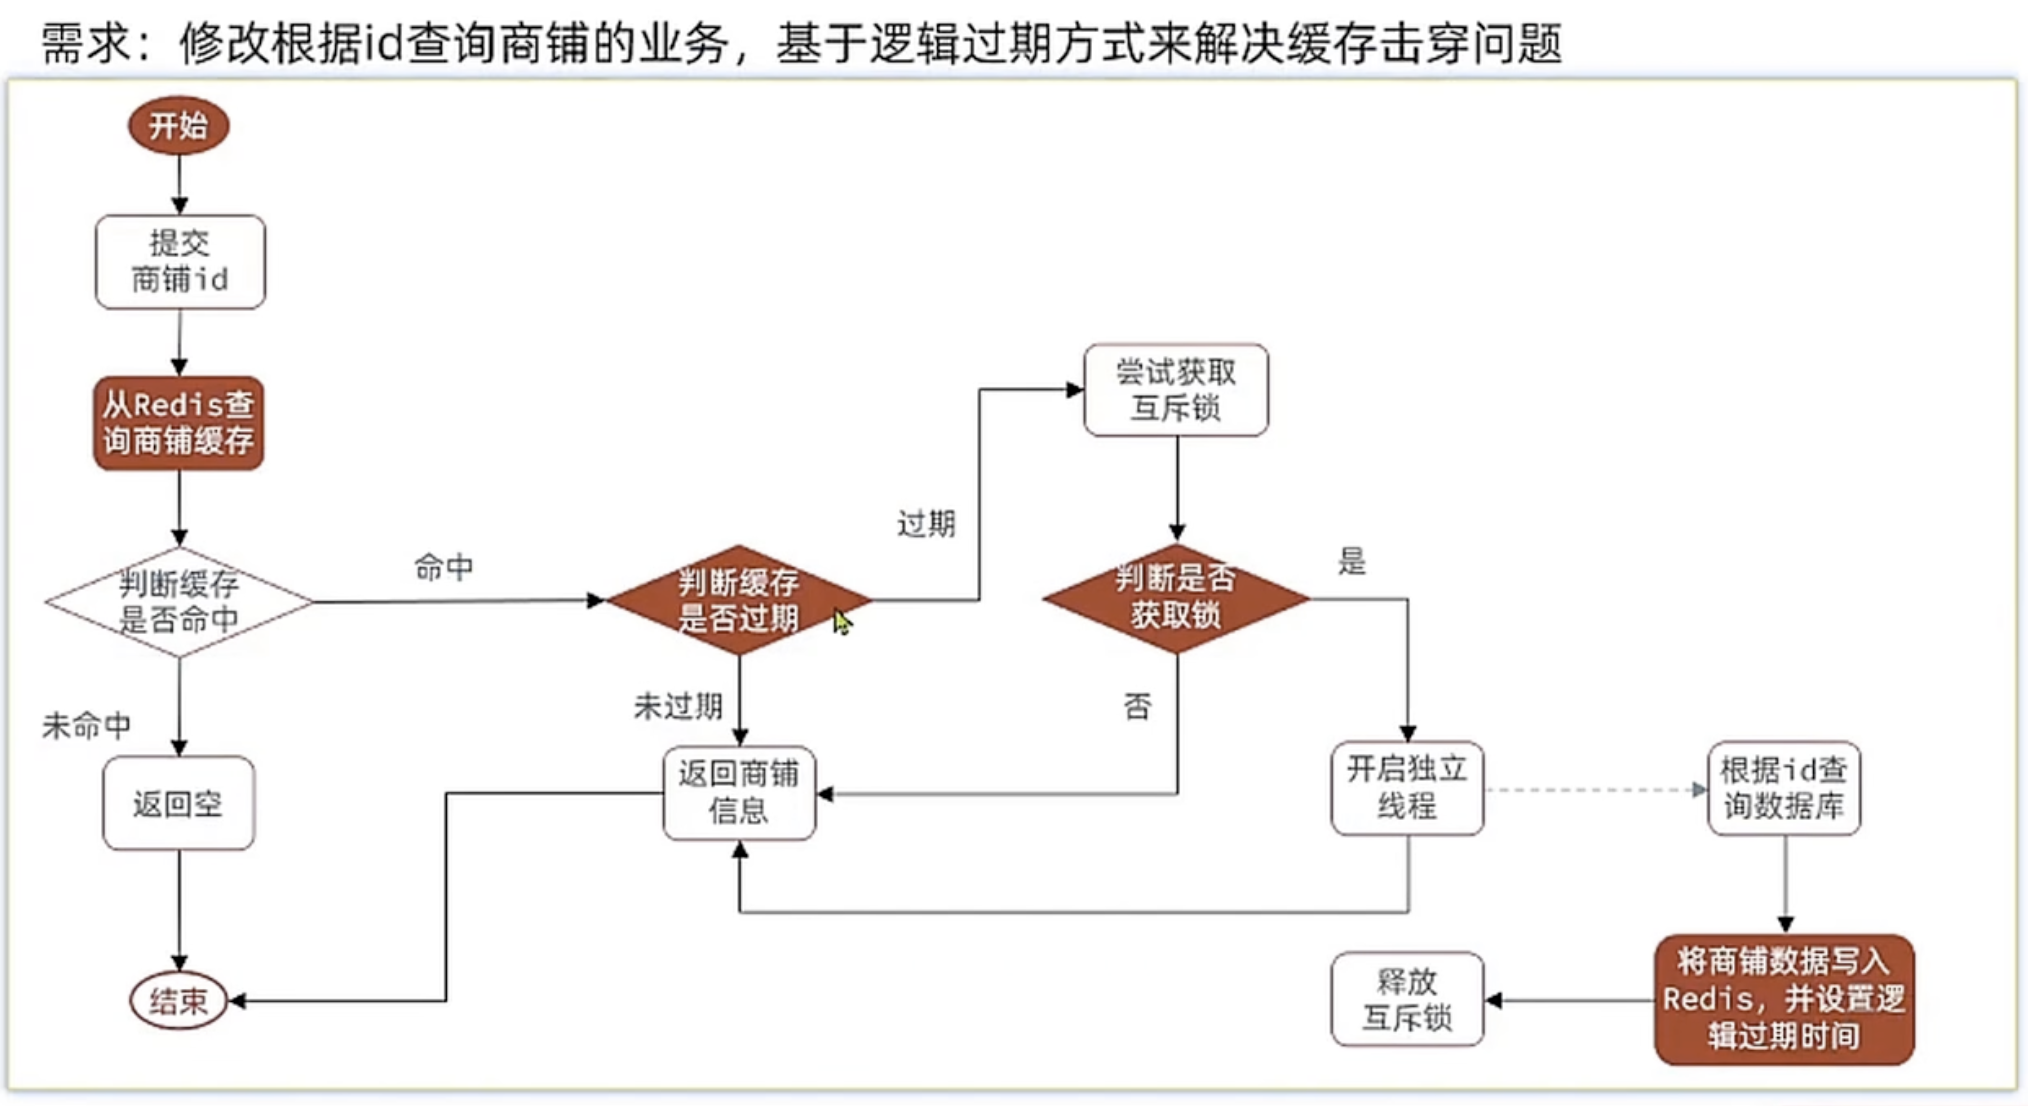 需求：修改根据id查询商铺的业务，基于逻辑过期方式来解决缓存击穿问题
开始
提交
商铺id
从Redis查
询商铺缓存
判断缓存
是否命中
命中
未命中
返回空
结束
判断缓存
是否过期
过期
未过期
返回商铺
信息
尝试获取
互斥锁
判断是否
获取锁
是
否
开启独立
线程
根据id查
询数据库
将商铺数据写入
Redis，并设置逻
辑过期时间
释放
互斥锁